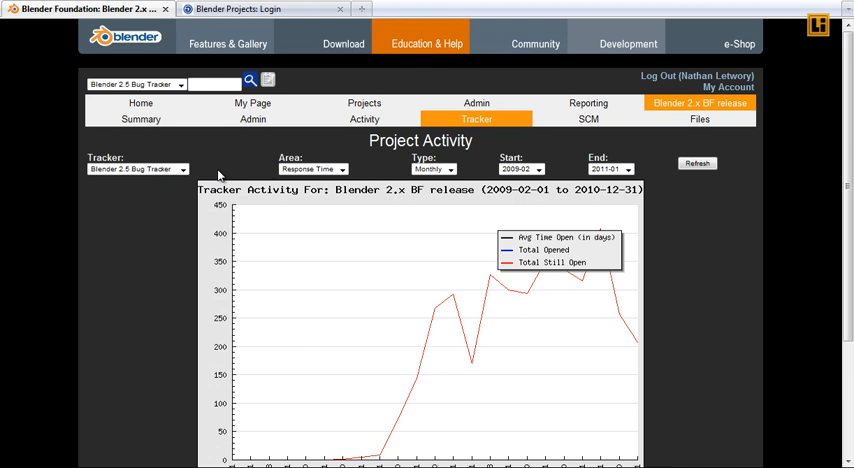 Blender Foundation: Blender 2.x ...
Blender Projects: Login
blender
Features & Gallery
Download
Education & Help
Community
Development
e-Shop
Li
Blender 2.5 Bug Tracker
Log Out (Nathan Letwory)
My Account
Home
My Page
Projects
Admin
Reporting
Blender 2.x BF release
Summary
Admin
Activity
Tracker
SCM
Files
Project Activity
Tracker:
Area:
Type:
Start:
End:
Blender 2.5 Bug Tracker
Response Time
Monthly
2009-02
2011-01
Refresh
Tracker Activity For: Blender 2.x BF release (2009-02-01 to 2010-12-31)
450
400
350
300
250
200
150
100
50
0
Avg Time Open (in days)
Total Opened
Total Still Open